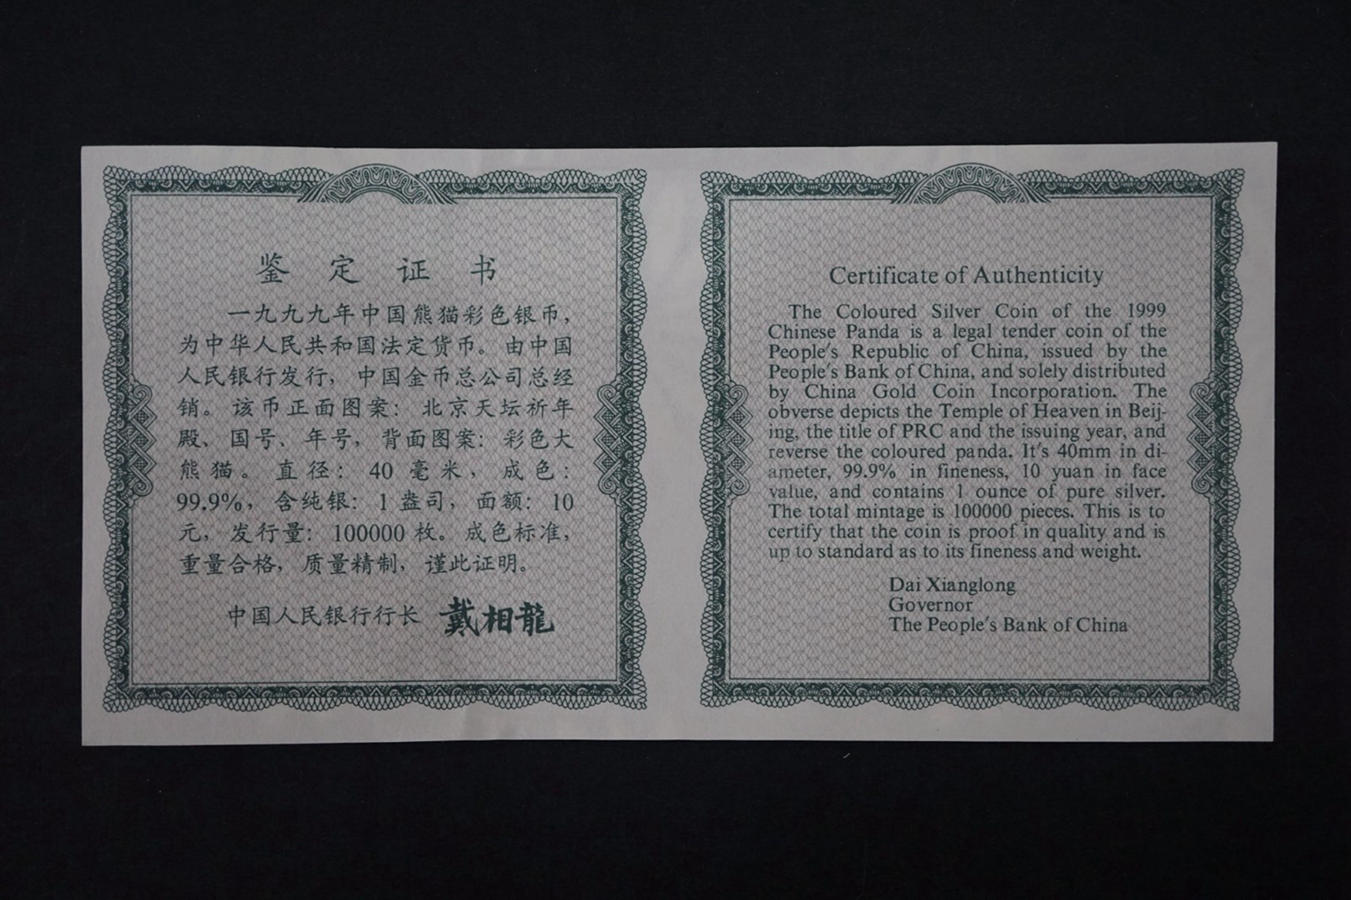 鉴定证书
一九九九年中国熊猫彩色银币，
为中华人民共和国法定货币。由中国
人民银行发行，中国金币总公司总经
销。该币正面图案：北京天坛祈年
殿、国号、年号，背面图案：彩色大
熊猫。直径：40毫米，成色：
99.9%，含纯银：1盎司，面额：10
元，发行量：100000枚。成色标准，
重量合格，质量精制，谨此证明。
中国人民银行行长 戴相龍
Certificate of Authenticity
The Coloured Silver Coin of the 1999
Chinese Panda is a legal tender coin of the
People's Republic of China, issued by the
People's Bank of China, and solely distributed
by China Gold Coin Incorporation. The
obverse depicts the Temple of Heaven in Beij-
ing, the title of PRC and the issuing year, and
reverse the coloured panda. It's 40mm in di-
ameter, 99.9% in fineness, 10 yuan in face
value, and contains 1 ounce of pure silver.
The total mintage is 100000 pieces. This is to
certify that the coin is proof in quality and is
up to standard as to its fineness and weight.
Dai Xianglong
Governor
The People's Bank of China